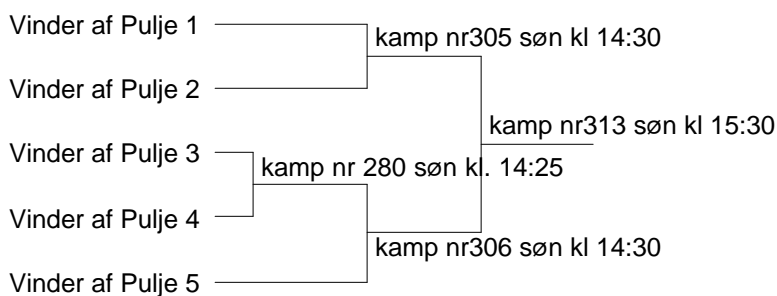 Vinder af Pulje 1
kamp nr305 søn kl 14:30
Vinder af Pulje 2
kamp nr313 søn kl 15:30
Vinder af Pulje 3
kamp nr 280 søn kl. 14:25
Vinder af Pulje 4
kamp nr306 søn kl 14:30
Vinder af Pulje 5